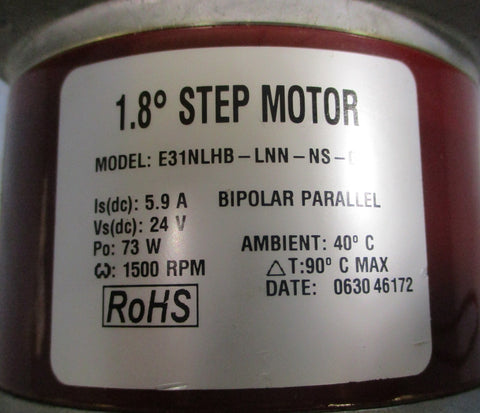 1.8° STEP MOTOR
MODEL: E31NLHB-LNN-NS-
Is(dc): 5.9 A BIPOLAR PARALLEL
Vs(dc): 24 V
Po: 73 W AMBIENT: 40° C
: 1500 RPM △T:90° C MAX
RoHS DATE: 0630 46172